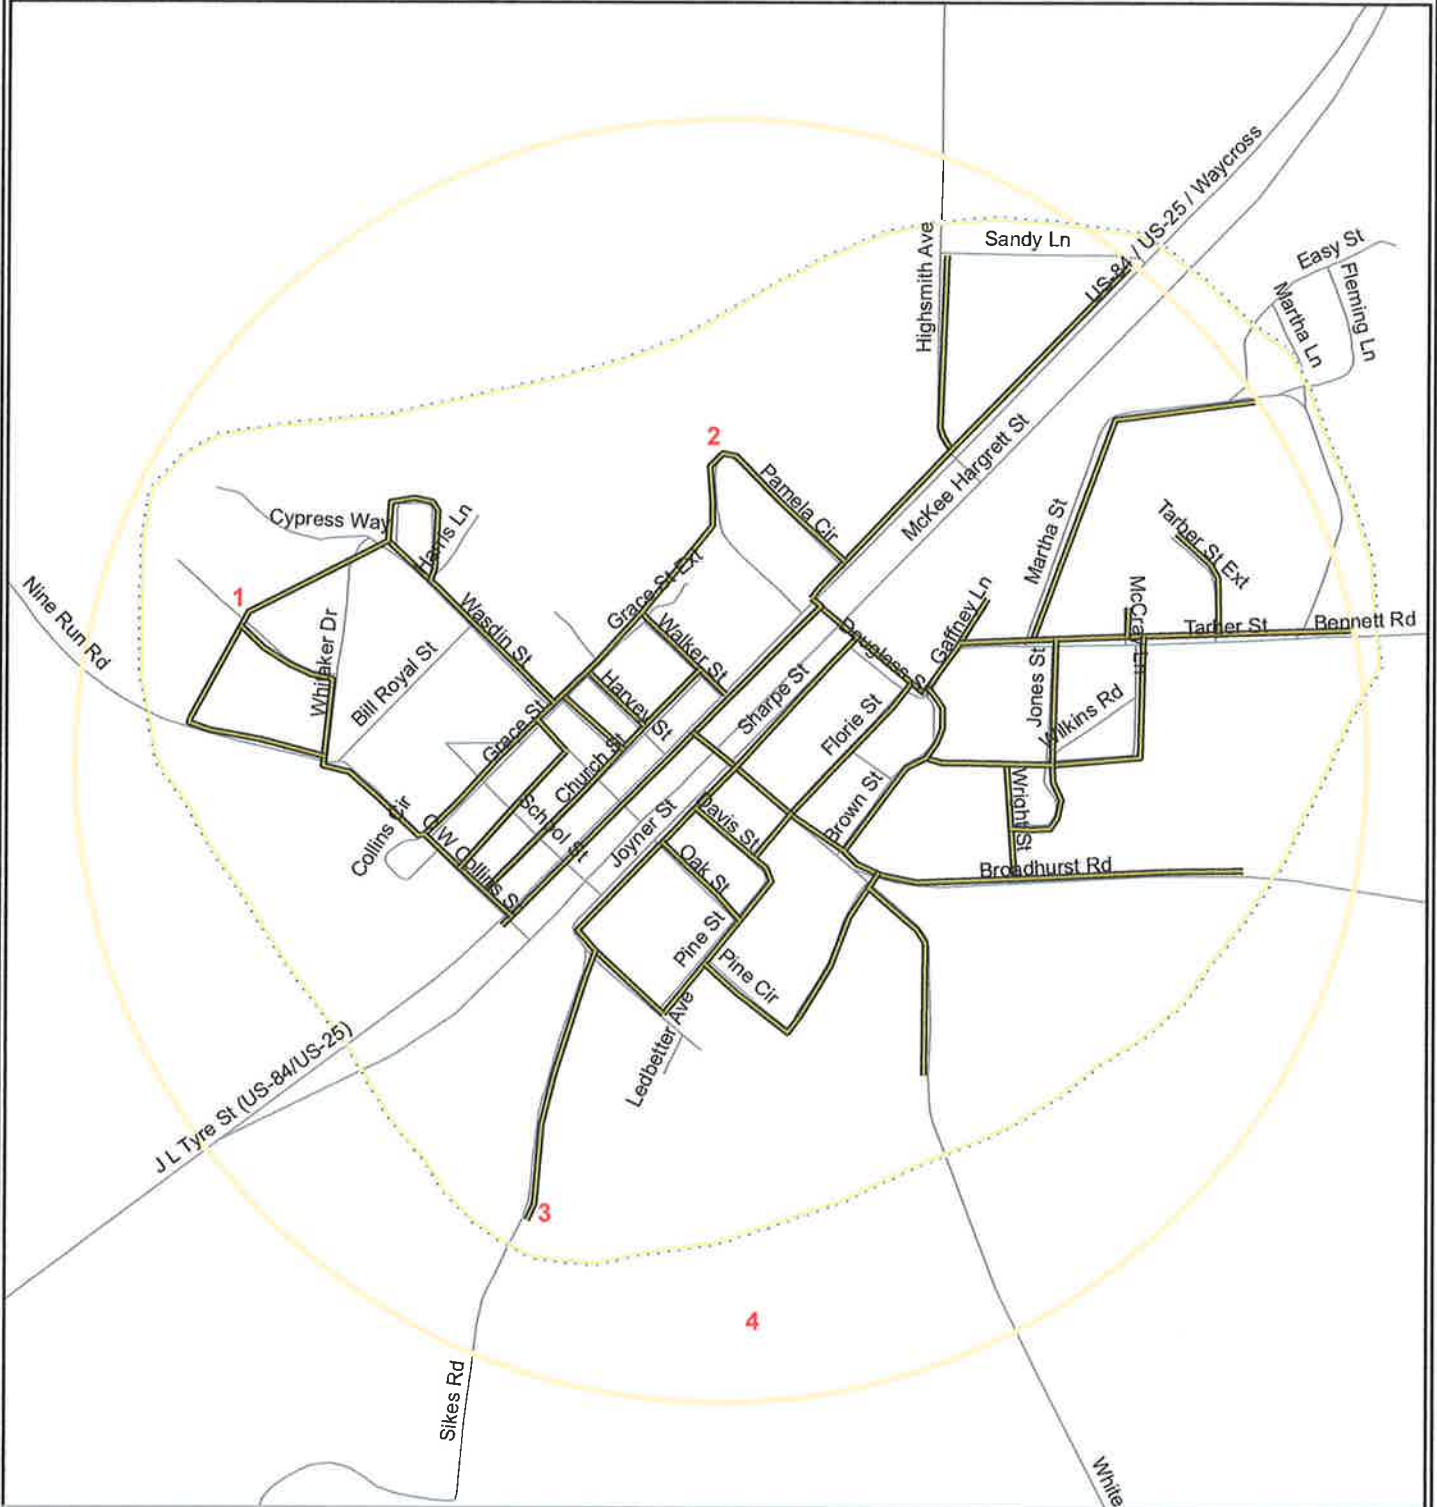 US-84 / US-25 / Waycross
Sandy Ln
Highsmith Ave
Easy St
Fleming Ln
Martha Ln
2
Pamela Cir
McKee Hargrett St
Cypress Way
Harris Ln
Martha St
Tarber St Ext
Nine Run Rd
1
Grace St Ext
Wasdin St
Walker St
Douglass S
Gaffney Ln
Tarber St
Bennett Rd
Whitaker Dr
Bill Royal St
Harvey St
Sharpe St
Jones St
Wilkins Rd
Grace St
Church St
Florie St
School St
Joyner St
Davis St
Brown St
Wright St
Collins Cir
C W Collins St
Oak St
Broadhurst Rd
Pine St
Pine Cir
Ledbetter Ave
J L Tyre St (US-84/US-25)
3
4
Sikes Rd
White